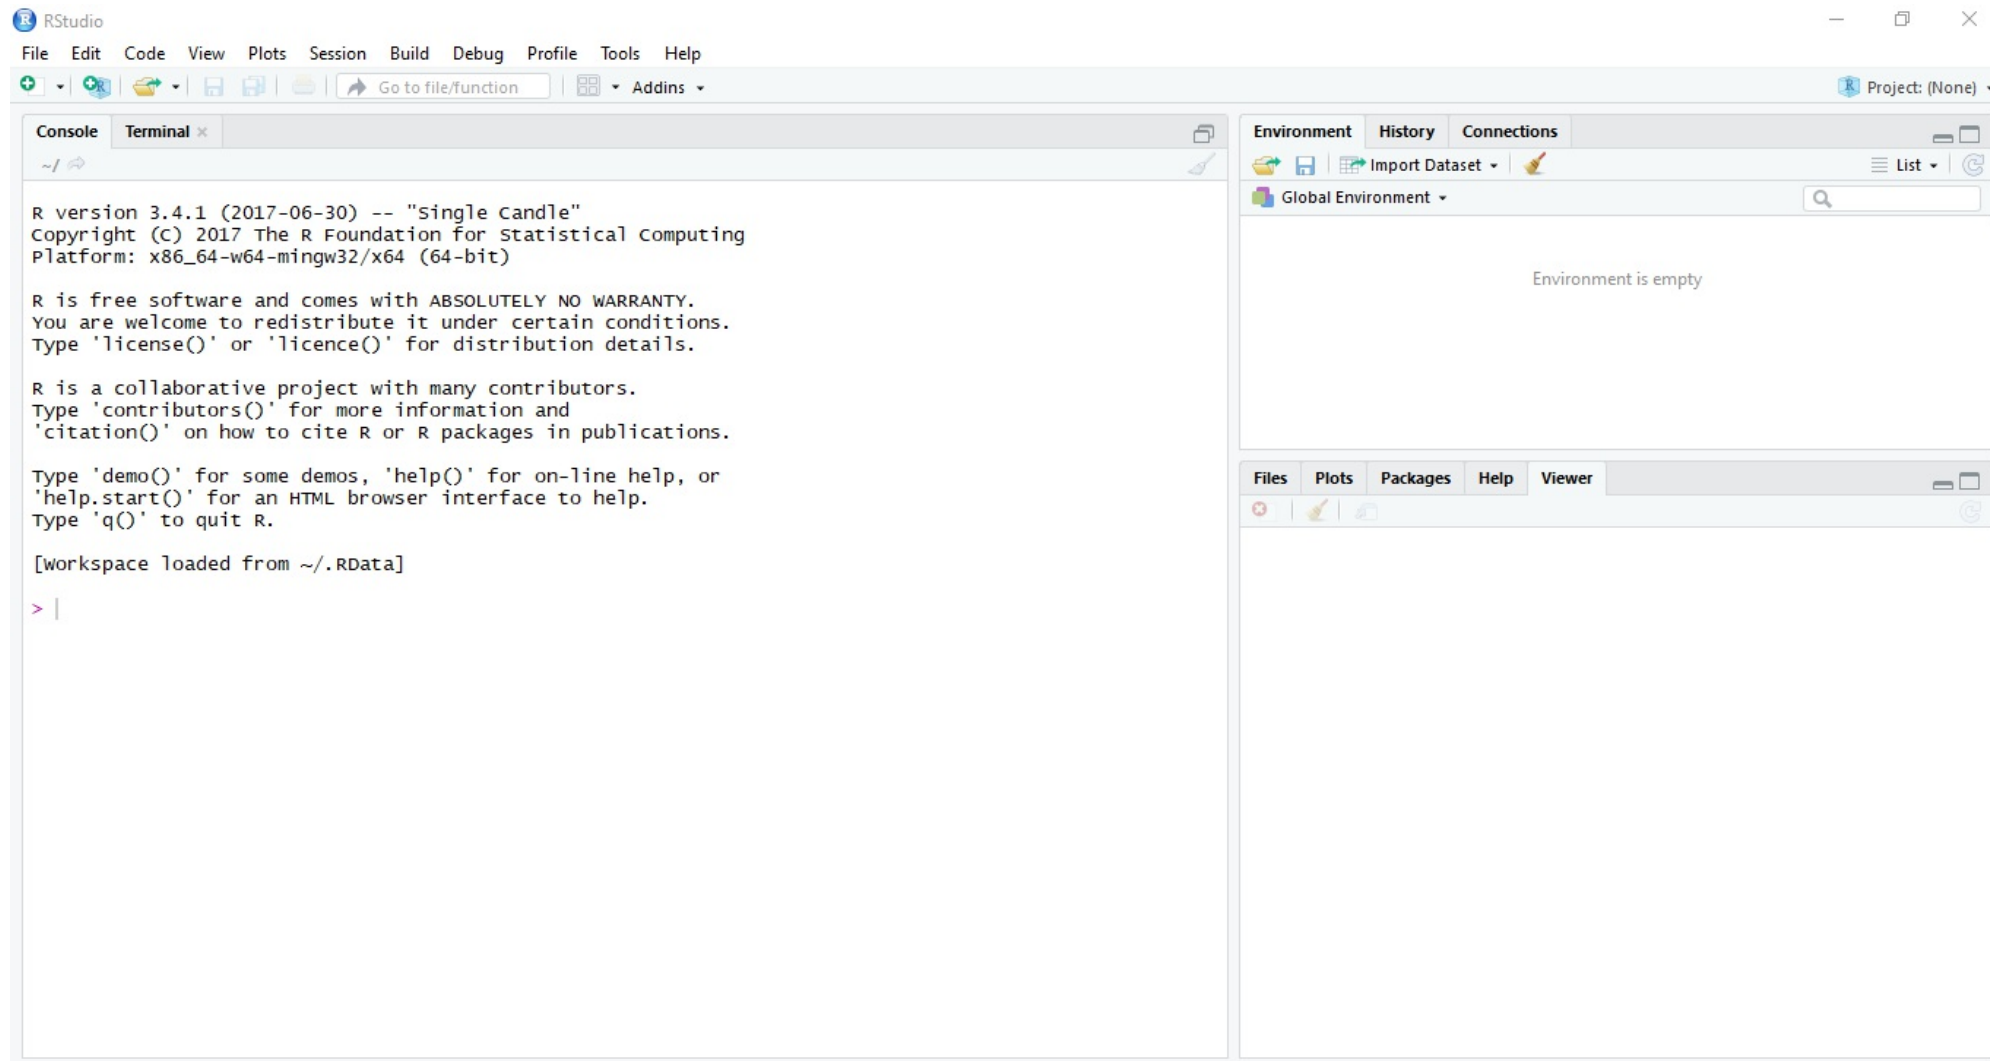 RStudio
File Edit Code View Plots Session Build Debug Profile Tools Help
Go to file/function Addins Project: (None)
Console Terminal
~/
R version 3.4.1 (2017-06-30) -- "Single Candle"
Copyright (C) 2017 The R Foundation for Statistical Computing
Platform: x86_64-w64-mingw32/x64 (64-bit)
R is free software and comes with ABSOLUTELY NO WARRANTY.
You are welcome to redistribute it under certain conditions.
Type 'license()' or 'licence()' for distribution details.
R is a collaborative project with many contributors.
Type 'contributors()' for more information and
'citation()' on how to cite R or R packages in publications.
Type 'demo()' for some demos, 'help()' for on-line help, or
'help.start()' for an HTML browser interface to help.
Type 'q()' to quit R.
[Workspace loaded from ~/.RData]
>
Environment History Connections
Import Dataset List
Global Environment
Environment is empty
Files Plots Packages Help Viewer